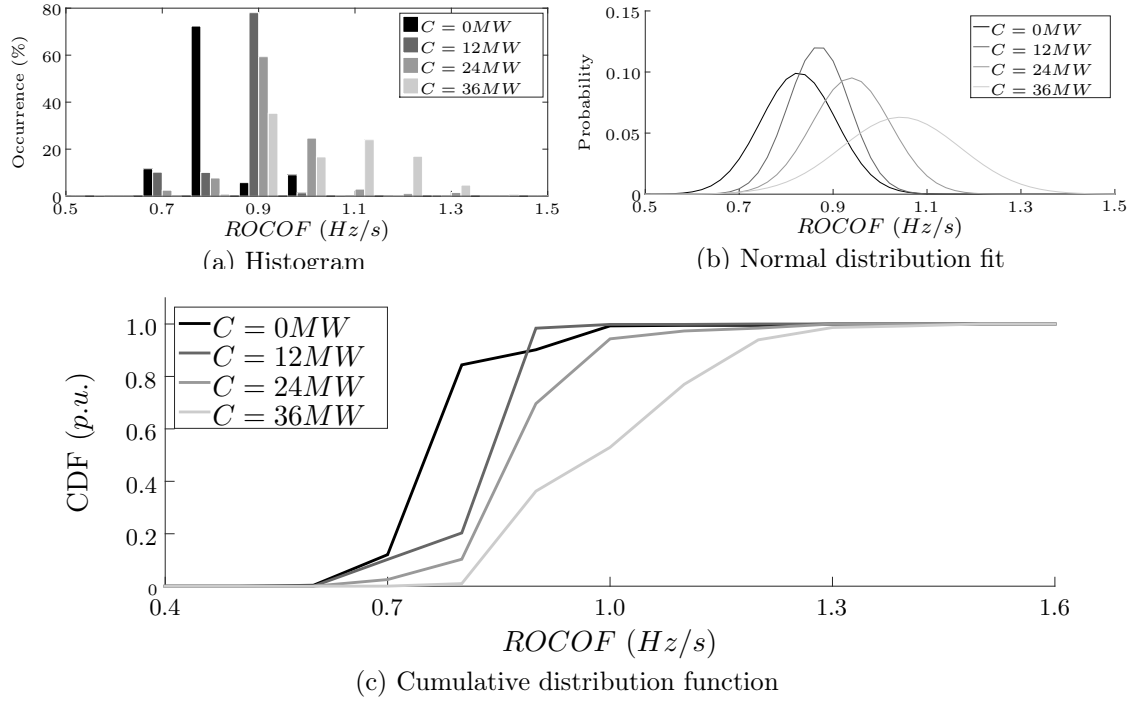 Occurrence (%)
80
60
40
20
0
C = 0MW
C = 12MW
C = 24MW
C = 36MW
0.5 0.7 0.9 1.1 1.3 1.5
ROCOF (Hz/s)
(a) Histogram
Probability
0.15
0.10
0.05
0
C = 0MW
C = 12MW
C = 24MW
C = 36MW
0.5 0.7 0.9 1.1 1.3 1.5
ROCOF (Hz/s)
(b) Normal distribution fit
CDF (p.u.)
1.0
0.8
0.6
0.4
0.2
0
C = 0MW
C = 12MW
C = 24MW
C = 36MW
0.4 0.7 1.0 1.3 1.6
ROCOF (Hz/s)
(c) Cumulative distribution function